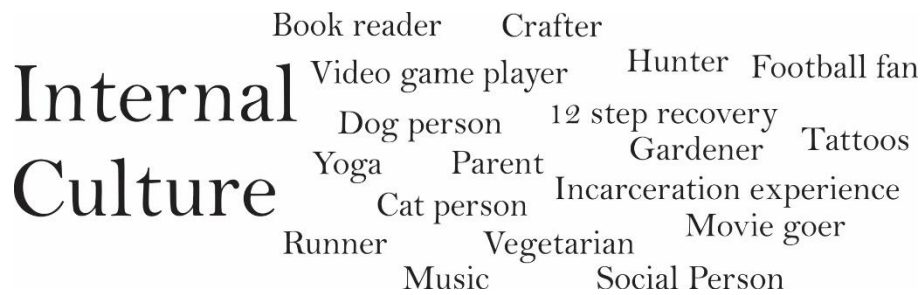 Internal
Culture
Book reader
Crafter
Video game player
Hunter
Football fan
Dog person
12 step recovery
Tattoos
Yoga
Parent
Gardener
Cat person
Incarceration experience
Movie goer
Runner
Vegetarian
Music
Social Person